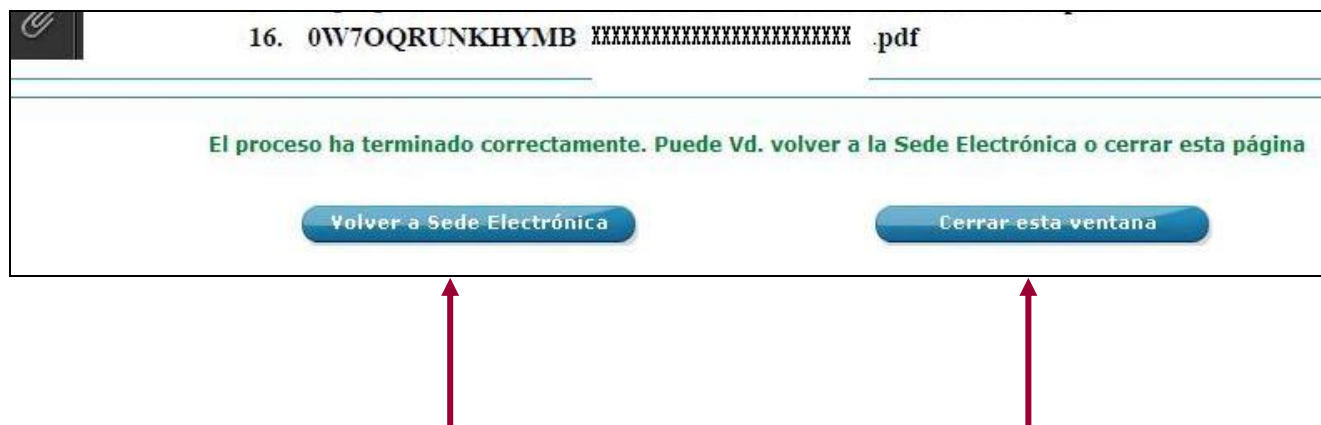 16. 0W7OQRUNKHYMB XXXXXXXXXXXXXXXXXXXXXXXXXX .pdf
El proceso ha terminado correctamente. Puede Vd. volver a la Sede Electrónica o cerrar esta página
Volver a Sede Electrónica
Cerrar esta ventana